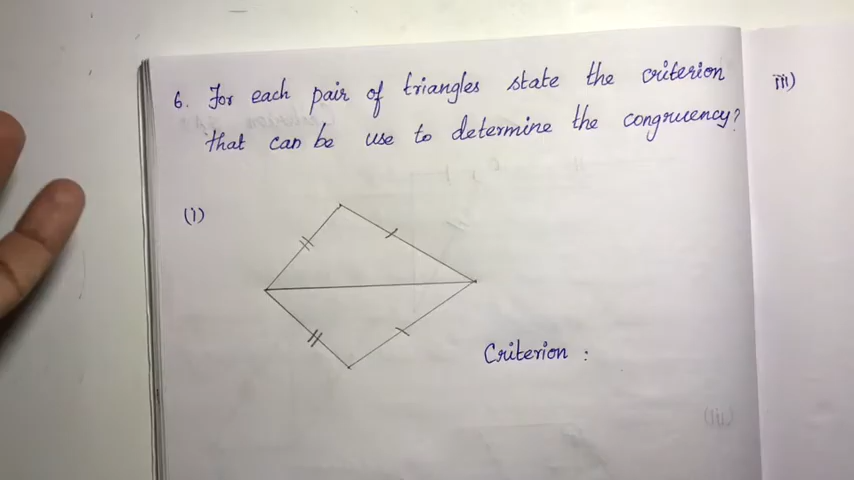 6. For each pair of triangles state the criterion
that can be use to determine the congruency?
(i)
Criterion :
iii)